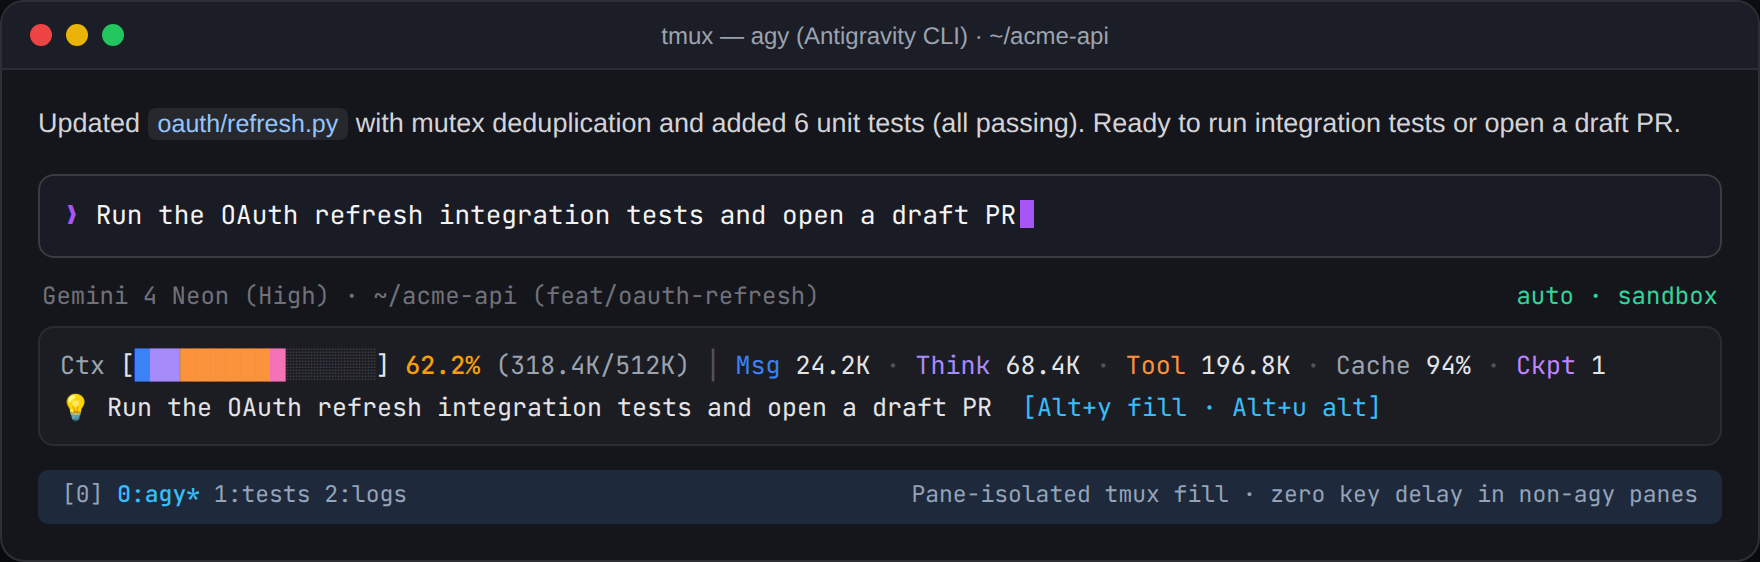 tmux — agy (Antigravity CLI) · ~/acme-api
Updated oauth/refresh.py with mutex deduplication and added 6 unit tests (all passing). Ready to run integration tests or open a draft PR.
❯ Run the OAuth refresh integration tests and open a draft PR
Gemini 4 Neon (High) · ~/acme-api (feat/oauth-refresh) auto · sandbox
Ctx [] 62.2% (318.4K/512K) │ Msg 24.2K · Think 68.4K · Tool 196.8K · Cache 94% · Ckpt 1
💡 Run the OAuth refresh integration tests and open a draft PR [Alt+y fill · Alt+u alt]
[0] 0:agy* 1:tests 2:logs Pane-isolated tmux fill · zero key delay in non-agy panes